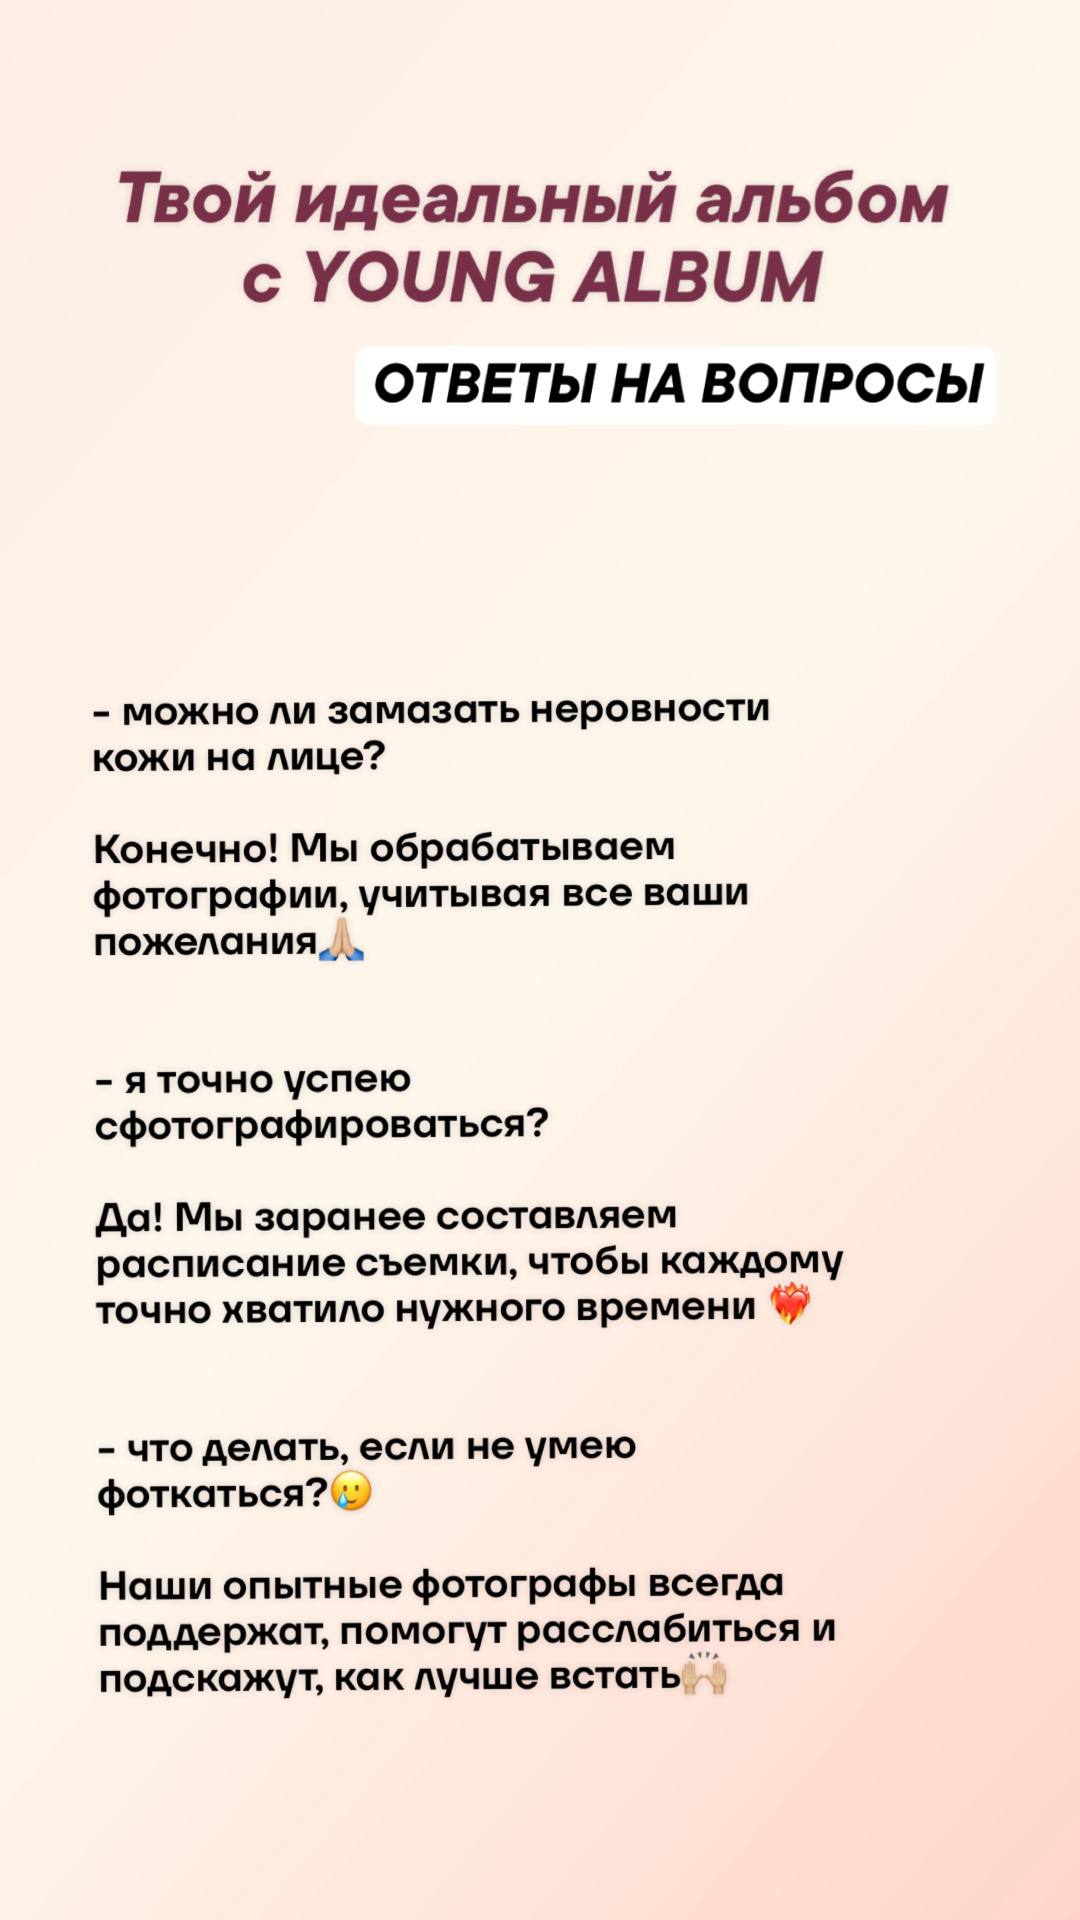 Твой идеальный альбом
с YOUNG ALBUM
ОТВЕТЫ НА ВОПРОСЫ
- можно ли замазать неровности
кожи на лице?
Конечно! Мы обрабатываем
фотографии, учитывая все ваши
пожелания🙏🏼
- я точно успею
сфотографироваться?
Да! Мы заранее составляем
расписание съемки, чтобы каждому
точно хватило нужного времени ❤️‍🔥
- что делать, если не умею
фоткаться?🥲
Наши опытные фотографы всегда
поддержат, помогут расслабиться и
подскажут, как лучше встать🙌🏼